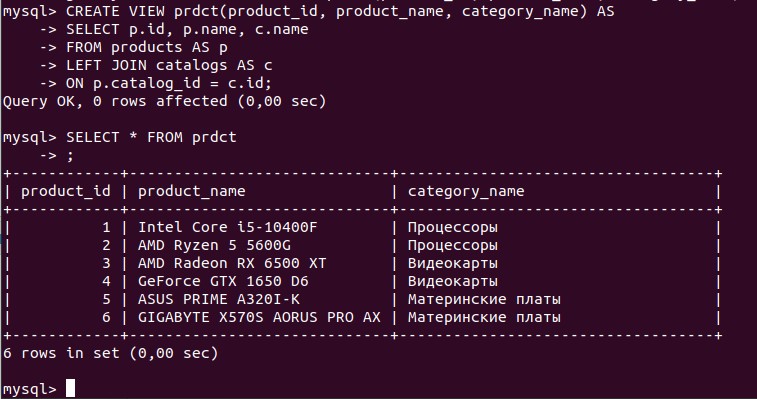 mysql> CREATE VIEW prdct(product_id, product_name, category_name) AS
    -> SELECT p.id, p.name, c.name
    -> FROM products AS p
    -> LEFT JOIN catalogs AS c
    -> ON p.catalog_id = c.id;
Query OK, 0 rows affected (0,00 sec)

mysql> SELECT * FROM prdct
    -> ;
+------------+----------------------------+-----------------------------------+
| product_id | product_name               | category_name                     |
+------------+----------------------------+-----------------------------------+
|          1 | Intel Core i5-10400F       | Процессоры                        |
|          2 | AMD Ryzen 5 5600G          | Процессоры                        |
|          3 | AMD Radeon RX 6500 XT      | Видеокарты                        |
|          4 | GeForce GTX 1650 D6        | Видеокарты                        |
|          5 | ASUS PRIME A320I-K         | Материнские платы                 |
|          6 | GIGABYTE X570S AORUS PRO AX | Материнские платы                 |
+------------+----------------------------+-----------------------------------+
6 rows in set (0,00 sec)

mysql>